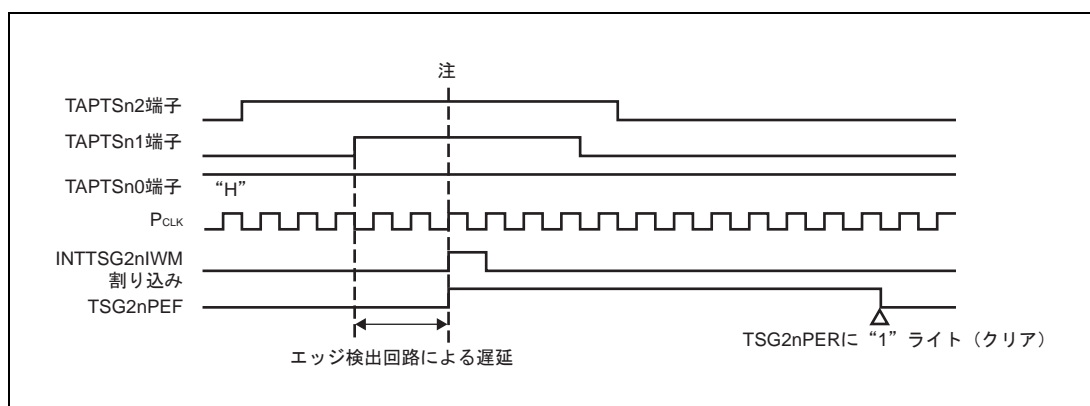 注
TAPTSn2端子
TAPTSn1端子
TAPTSn0端子 “H”
PCLK
INTTSG2nIWM
割り込み
TSG2nPEF
エッジ検出回路による遅延
TSG2nPERに“1”ライト（クリア）